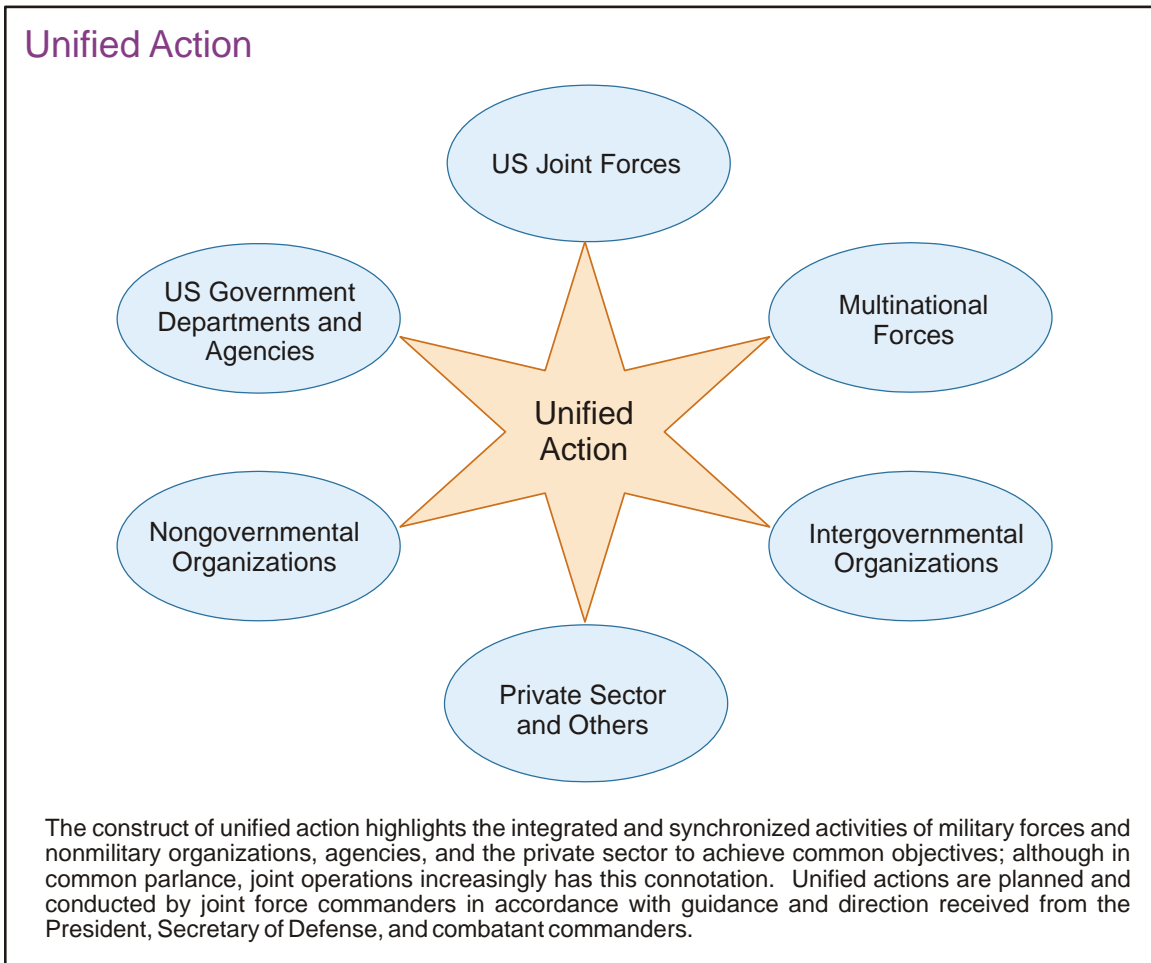 Unified Action
US Joint Forces
US Government
Departments and
Agencies
Multinational
Forces
Unified
Action
Nongovernmental
Organizations
Intergovernmental
Organizations
Private Sector
and Others
The construct of unified action highlights the integrated and synchronized activities of military forces and
nonmilitary organizations, agencies, and the private sector to achieve common objectives; although in
common parlance, joint operations increasingly has this connotation. Unified actions are planned and
conducted by joint force commanders in accordance with guidance and direction received from the
President, Secretary of Defense, and combatant commanders.